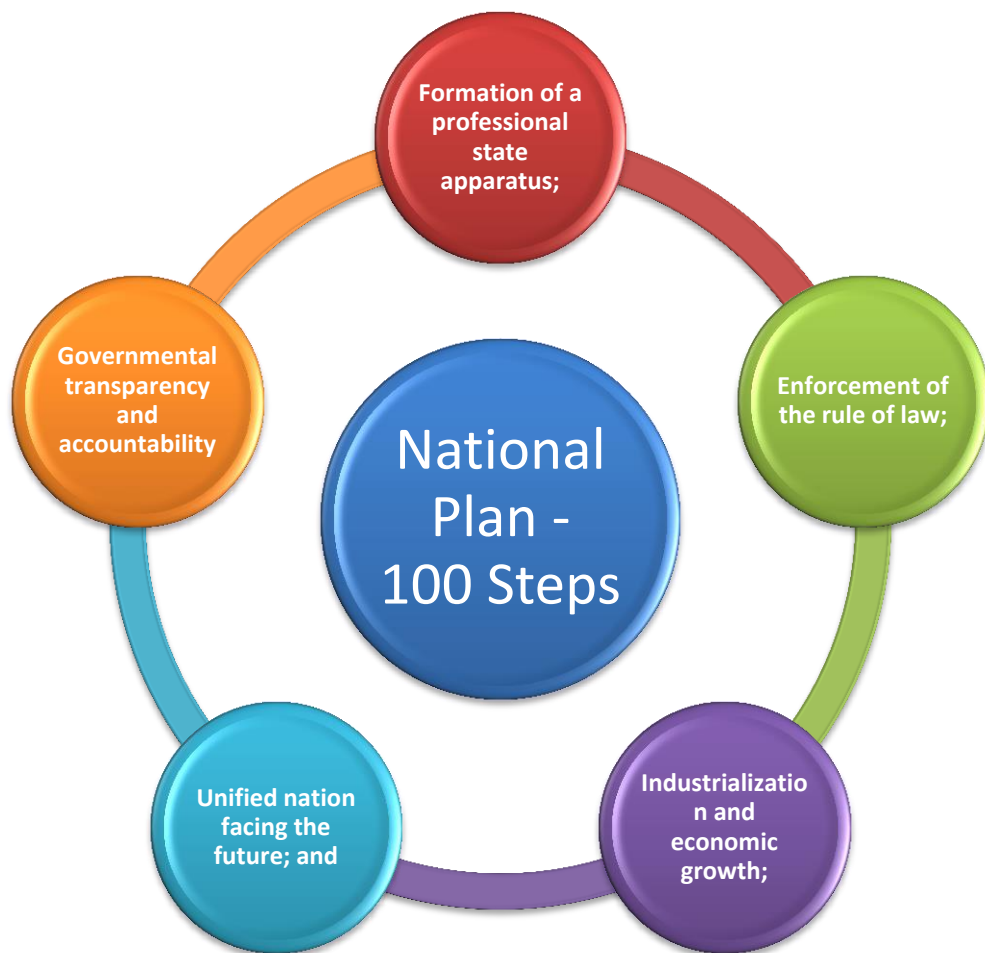 Formation of a
professional
state
apparatus;
Enforcement of
the rule of law;
Industrializatio
n and
economic
growth;
Unified nation
facing the
future; and
Governmental
transparency
and
accountability
National
Plan -
100 Steps